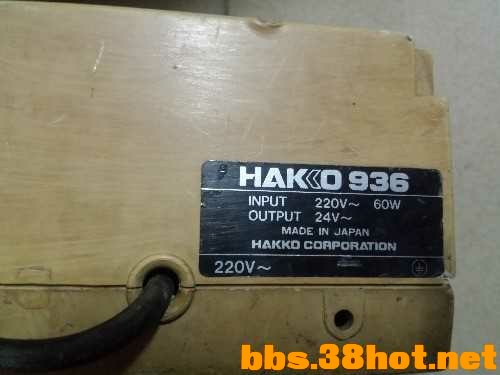 HAKKO 936
INPUT 220V~ 60W
OUTPUT 24V~
MADE IN JAPAN
HAKKO CORPORATION
220V~
bbs.38hot.net